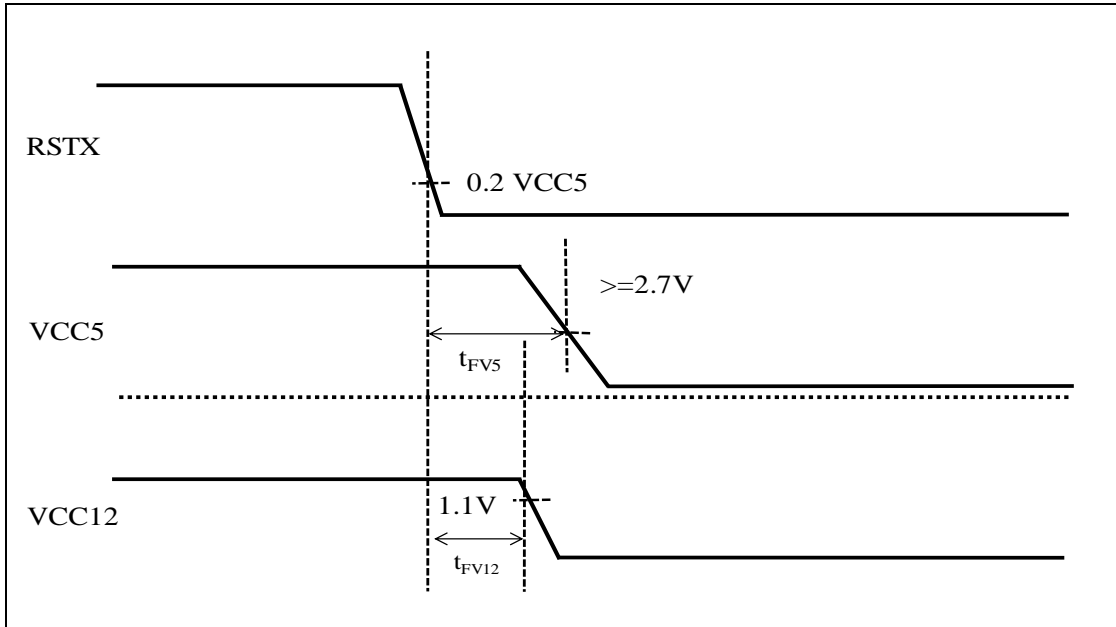 RSTX
0.2 VCC5
>=2.7V
VCC5
tFV5
1.1V
VCC12
tFV12